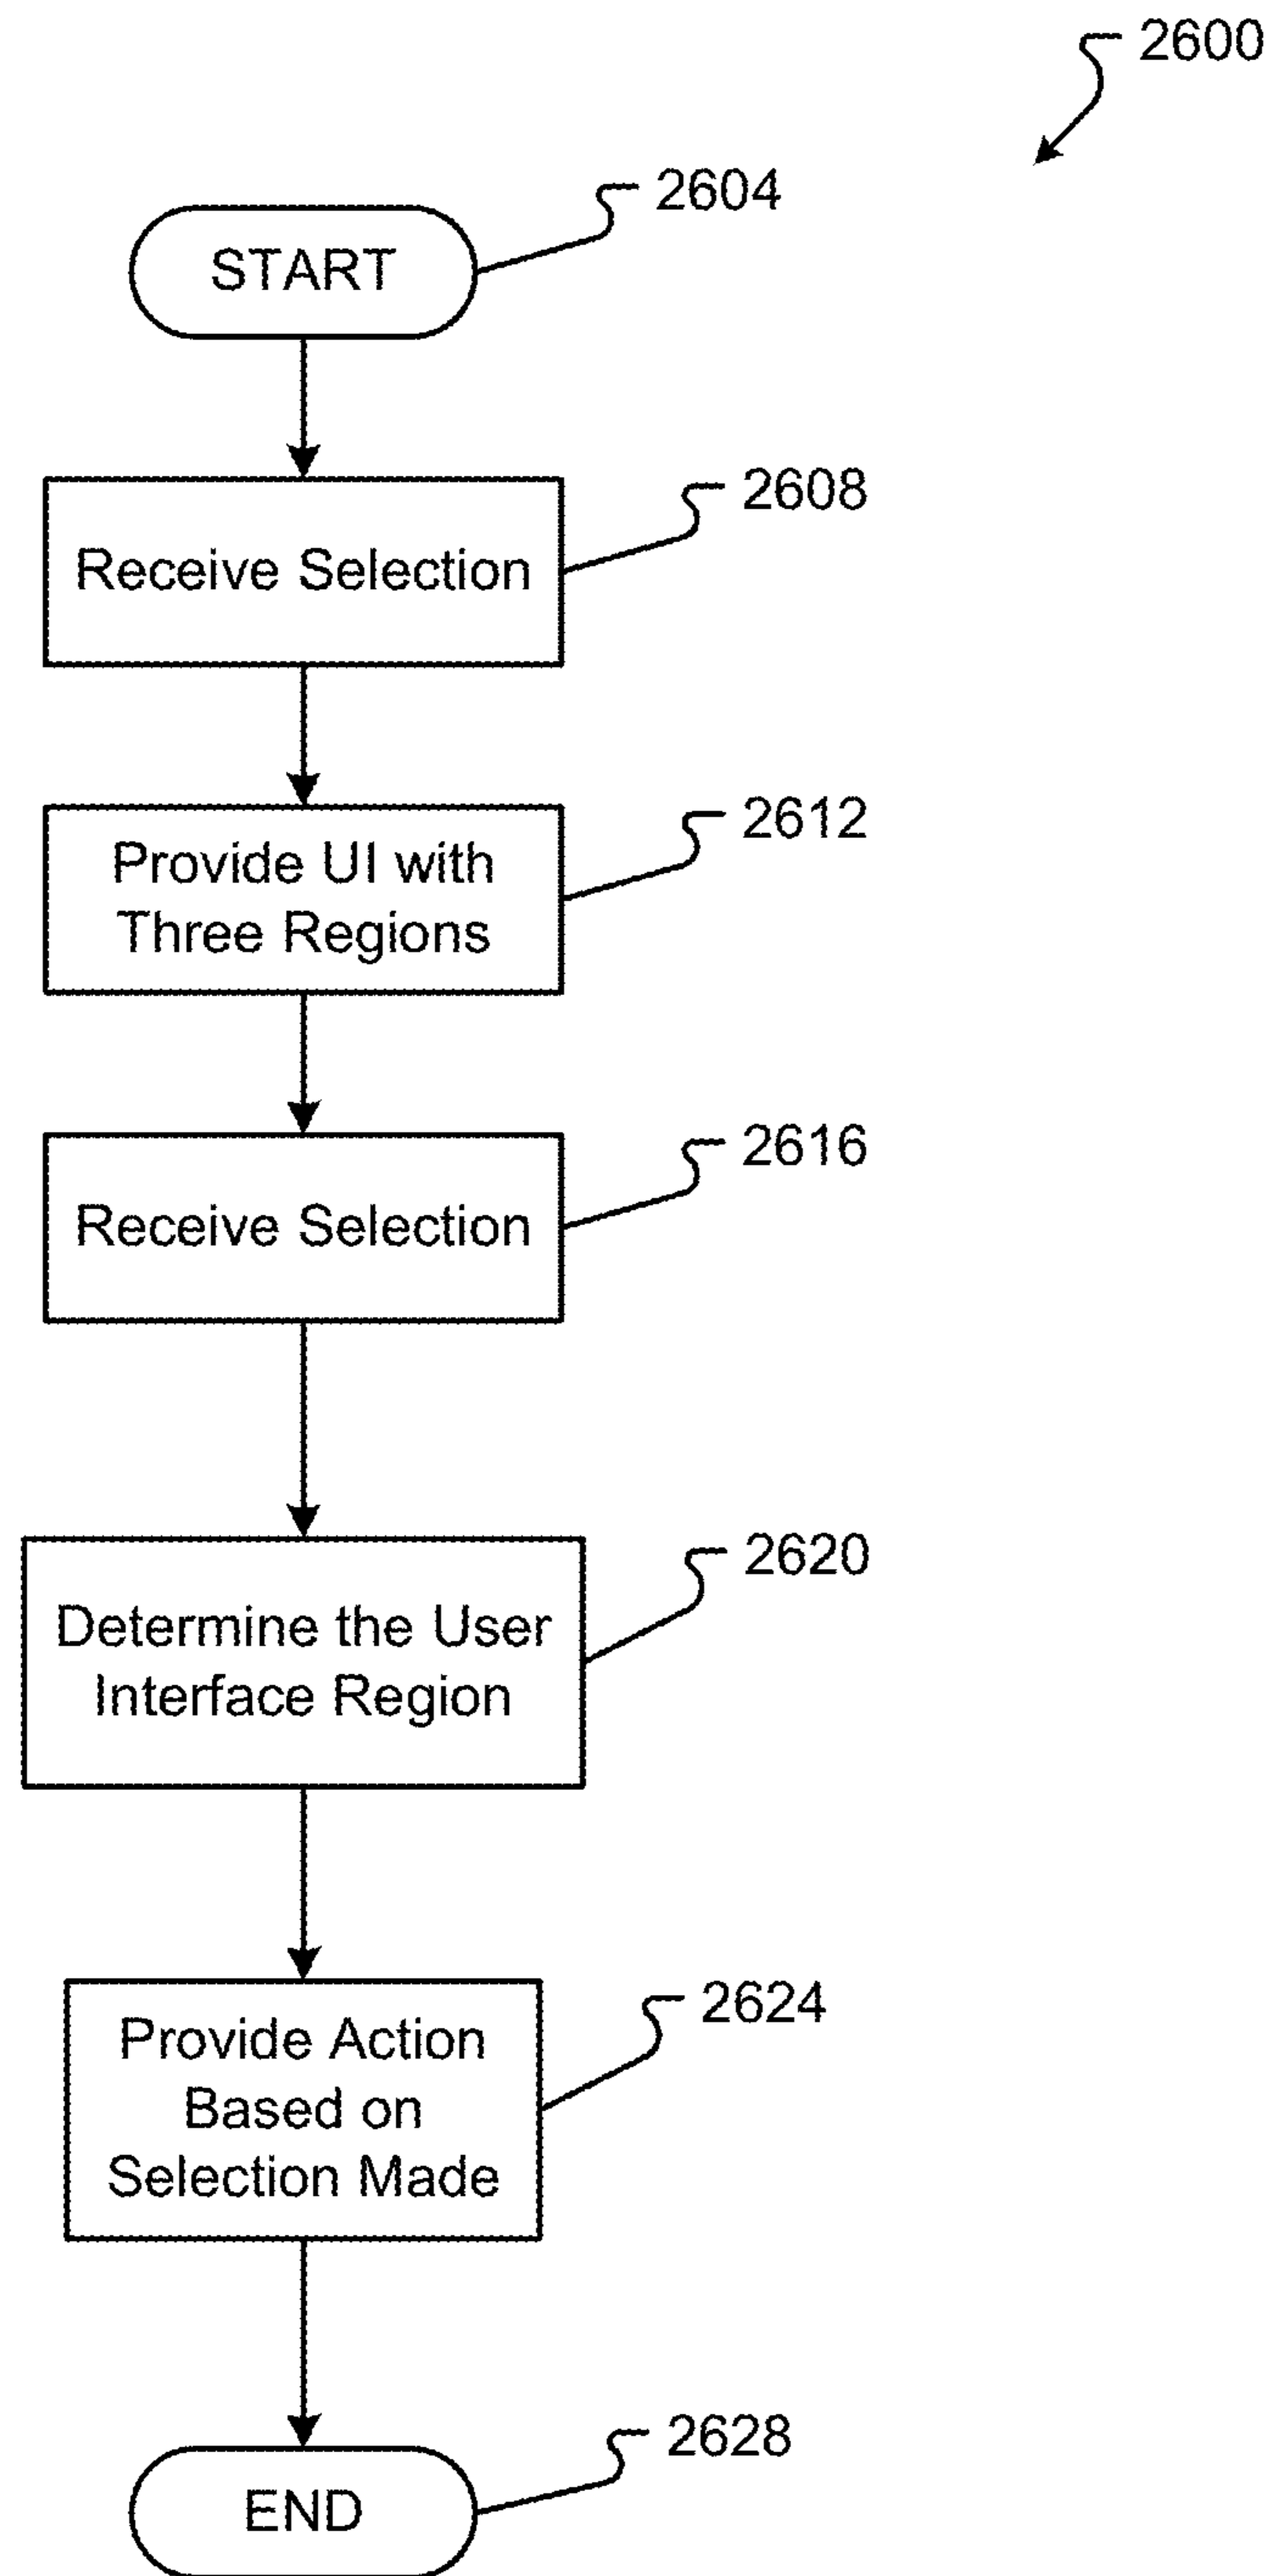 2600
2604
START
2608
Receive Selection
2612
Provide UI with
Three Regions
2616
Receive Selection
2620
Determine the User
Interface Region
2624
Provide Action
Based on
Selection Made
2628
END